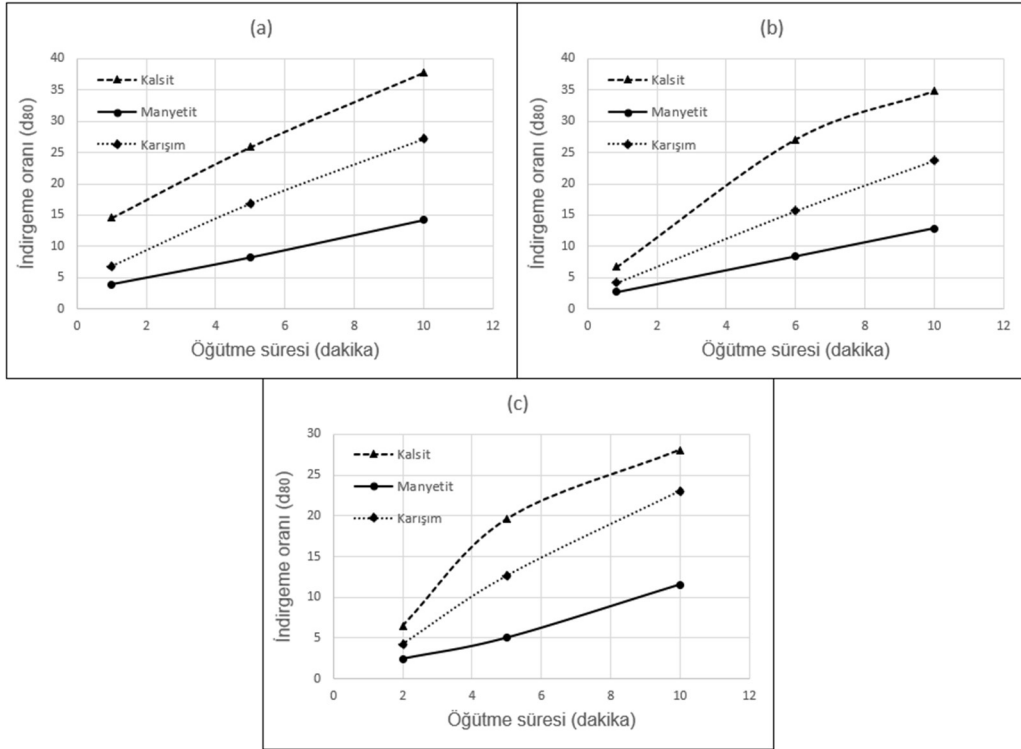 (a)
İndirgeme oranı (d80)
40
35
30
25
20
15
10
5
0
Kalsit
Manyetit
Karışım
0 2 4 6 8 10 12
Öğütme süresi (dakika)
(b)
İndirgeme oranı (d80)
40
35
30
25
20
15
10
5
0
Kalsit
Manyetit
Karışım
0 2 4 6 8 10 12
Öğütme süresi (dakika)
(c)
İndirgeme oranı (d80)
30
25
20
15
10
5
0
Kalsit
Manyetit
Karışım
0 2 4 6 8 10 12
Öğütme süresi (dakika)